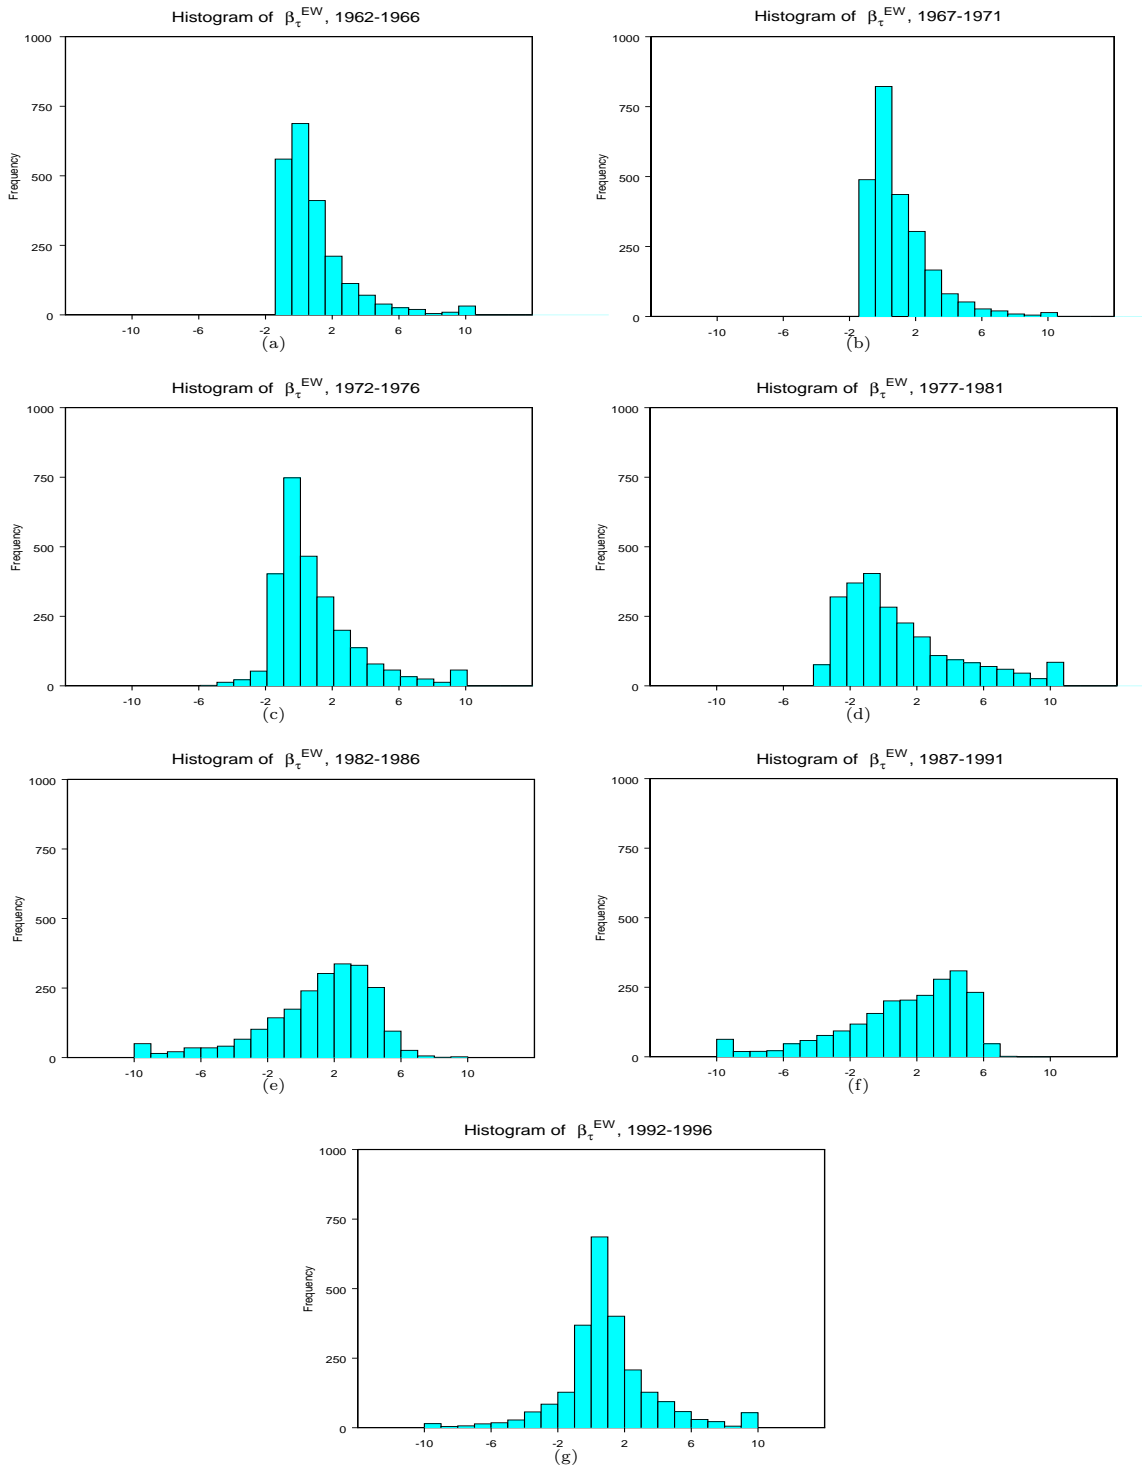 Histogram of β_τ^EW, 1962-1966
1000
750
500
250
0
Frequency
-10 -6 -2 2 6 10
(a)
Histogram of β_τ^EW, 1967-1971
1000
750
500
250
0
Frequency
-10 -6 -2 2 6 10
(b)
Histogram of β_τ^EW, 1972-1976
1000
750
500
250
0
Frequency
-10 -6 -2 2 6 10
(c)
Histogram of β_τ^EW, 1977-1981
1000
750
500
250
0
Frequency
-10 -6 -2 2 6 10
(d)
Histogram of β_τ^EW, 1982-1986
1000
750
500
250
0
Frequency
-10 -6 -2 2 6 10
(e)
Histogram of β_τ^EW, 1987-1991
1000
750
500
250
0
Frequency
-10 -6 -2 2 6 10
(f)
Histogram of β_τ^EW, 1992-1996
1000
750
500
250
0
Frequency
-10 -6 -2 2 6 10
(g)